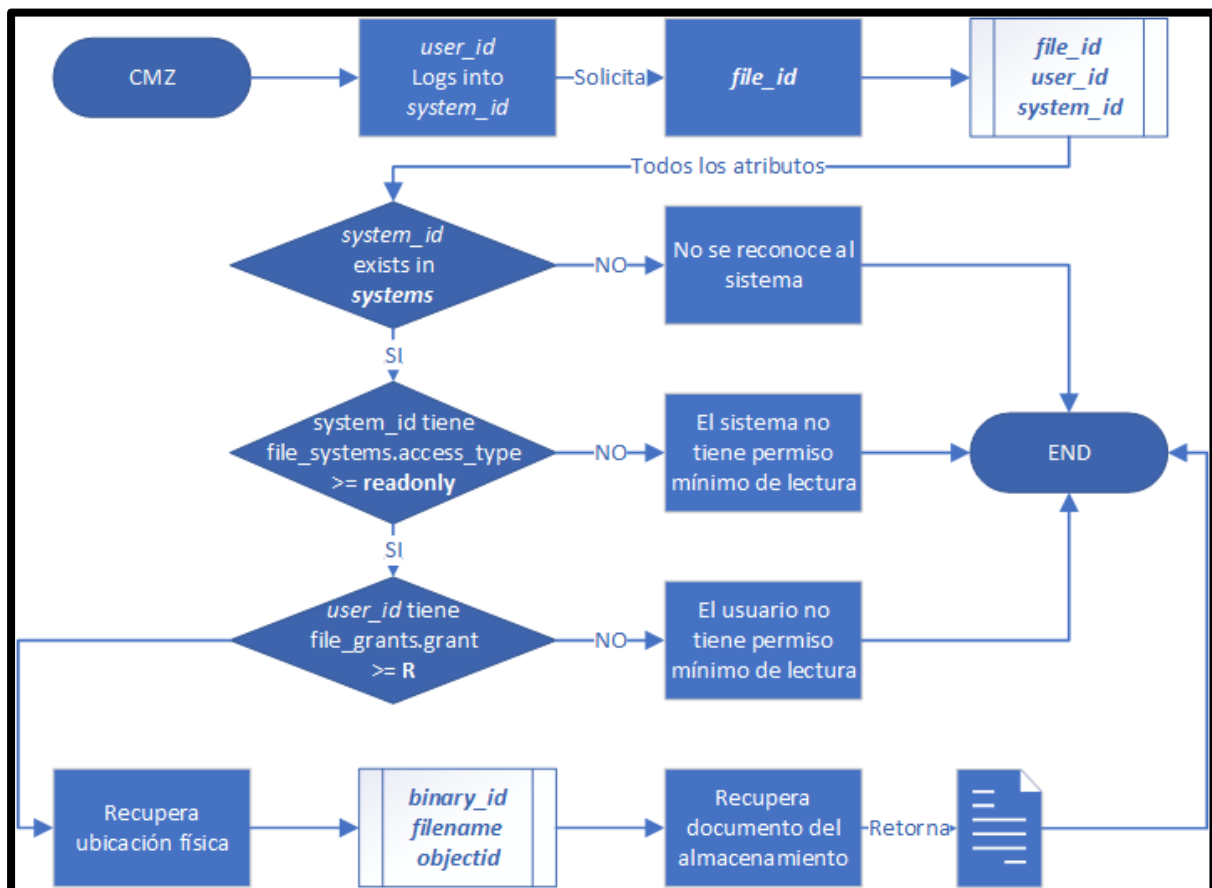 CMZ
user_id
Logs into
system_id
Solicita
file_id
file_id
user_id
system_id
Todos los atributos
system_id
exists in
systems
NO
No se reconoce al
sistema
SI
system_id tiene
file_systems.access_type
>= readonly
NO
El sistema no
tiene permiso
mínimo de lectura
END
SI
user_id tiene
file_grants.grant
>= R
NO
El usuario no
tiene permiso
mínimo de lectura
Recupera
ubicación física
binary_id
filename
objectid
Recupera
documento del
almacenamiento
Retorna